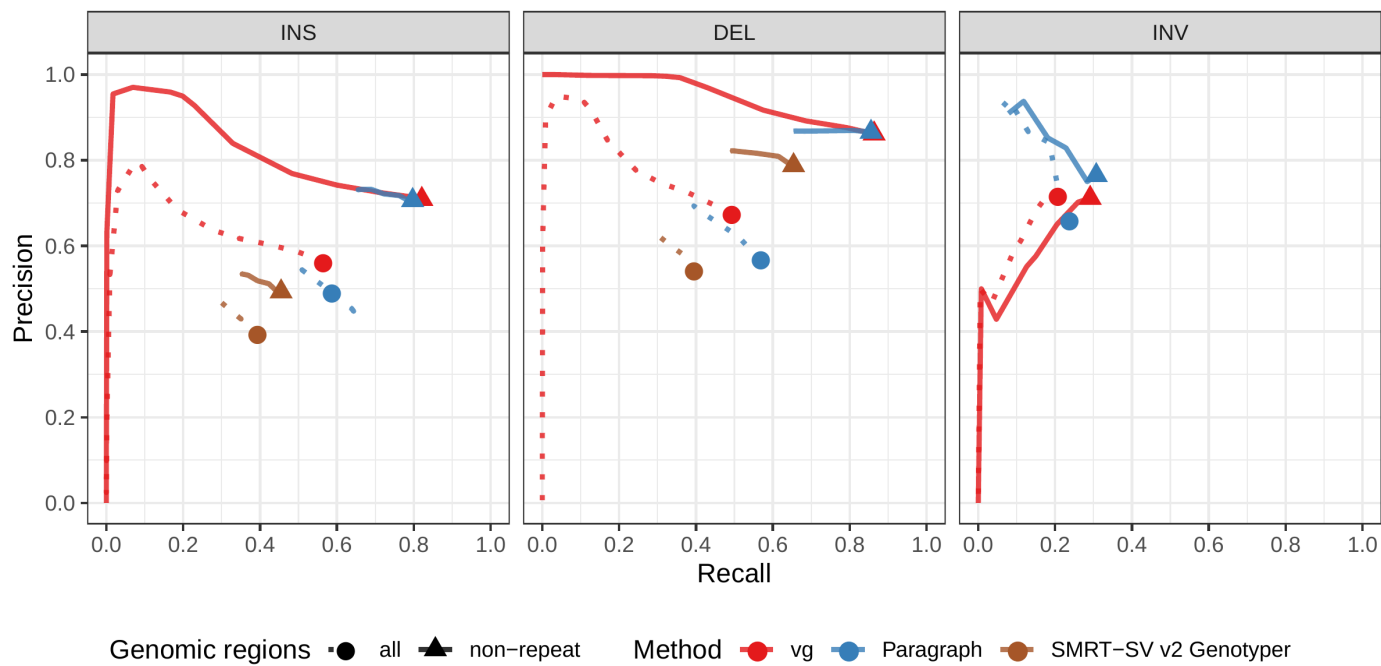 INS DEL INV
Precision
1.0
0.8
0.6
0.4
0.2
0.0
0.0 0.2 0.4 0.6 0.8 1.0 0.0 0.2 0.4 0.6 0.8 1.0 0.0 0.2 0.4 0.6 0.8 1.0
Recall
Genomic regions all non−repeat Method vg Paragraph SMRT−SV v2 Genotyper